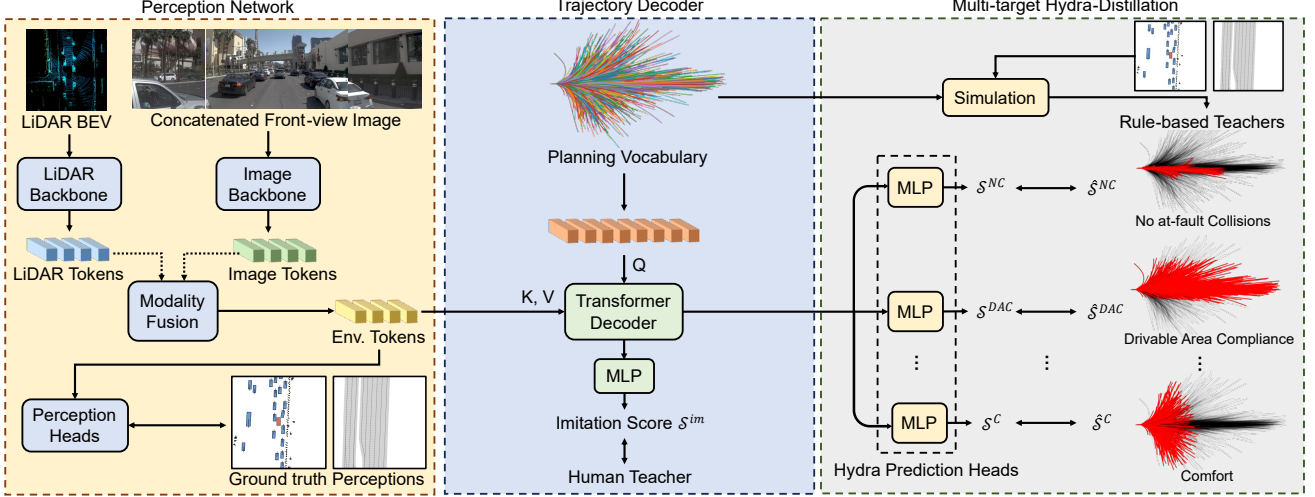 Perception Network
LiDAR BEV
Concatenated Front-view Image
LiDAR
Backbone
Image
Backbone
LiDAR Tokens
Image Tokens
Modality
Fusion
Env. Tokens
Perception
Heads
Ground truth Perceptions
Trajectory Decoder
Planning Vocabulary
Q
K, V
Transformer
Decoder
MLP
Imitation Score 𝒮^{im}
Human Teacher
Multi-target Hydra-Distillation
Simulation
Rule-based Teachers
MLP
𝒮^{NC}
𝒮̂^{NC}
No at-fault Collisions
MLP
𝒮^{DAC}
𝒮̂^{DAC}
Drivable Area Compliance
⋮ ⋮ ⋮
MLP
𝒮^{C}
𝒮̂^{C}
Comfort
Hydra Prediction Heads